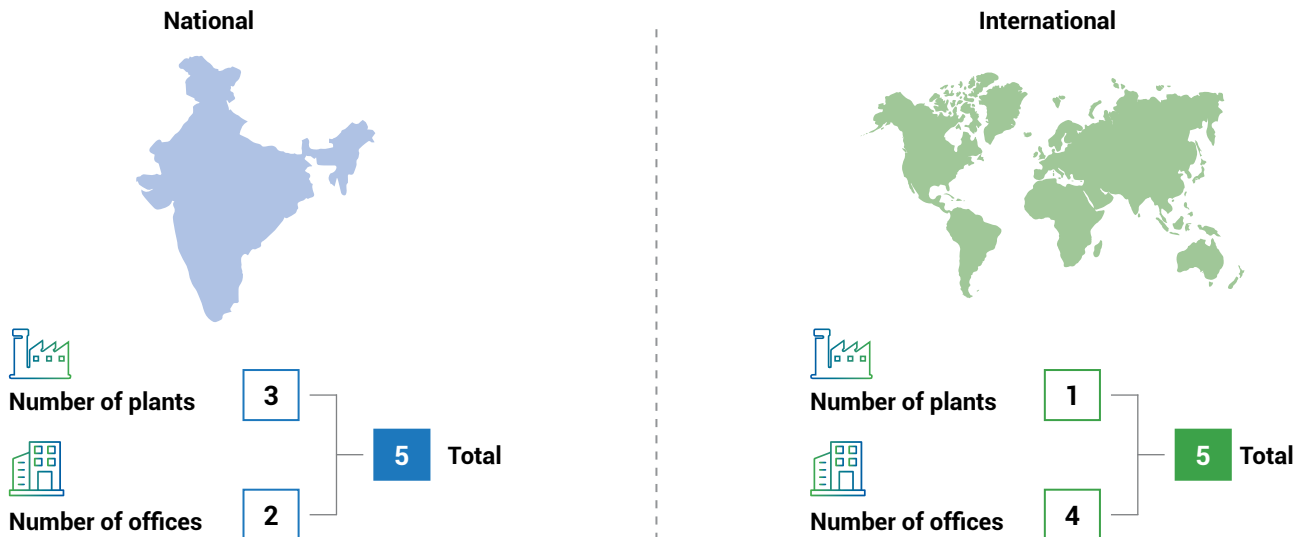 National
Number of plants
3
5
Total
Number of offices
2
International
Number of plants
1
5
Total
Number of offices
4